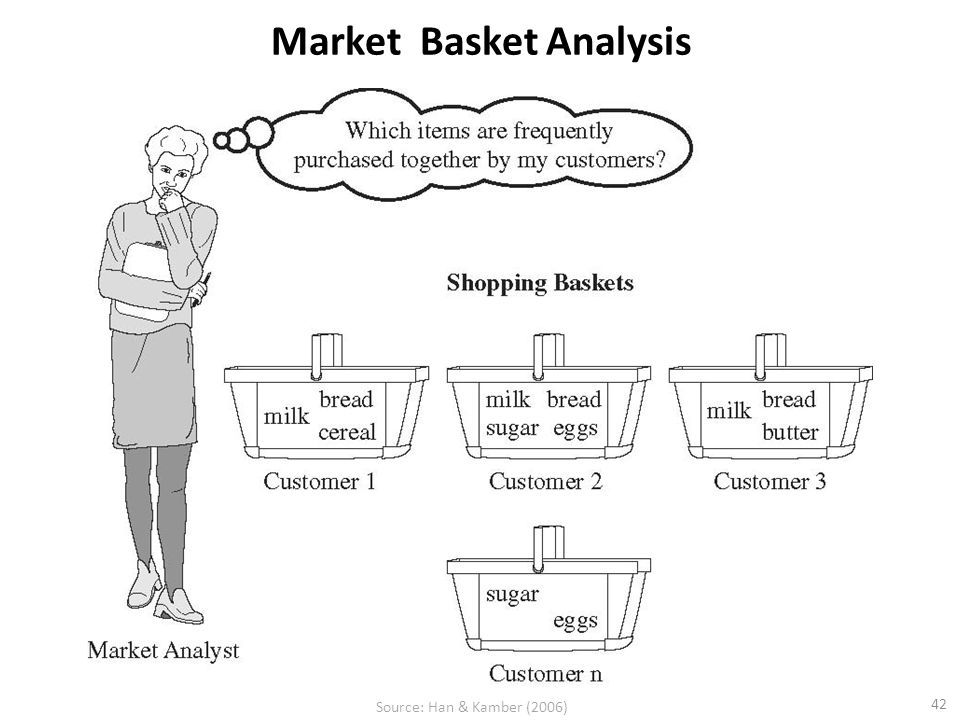 Market Basket Analysis
Which items are frequently
purchased together by my customers?
Shopping Baskets
milk bread
cereal
Customer 1
milk bread
sugar eggs
Customer 2
milk bread
butter
Customer 3
sugar
eggs
Customer n
Market Analyst
Source: Han & Kamber (2006)
42